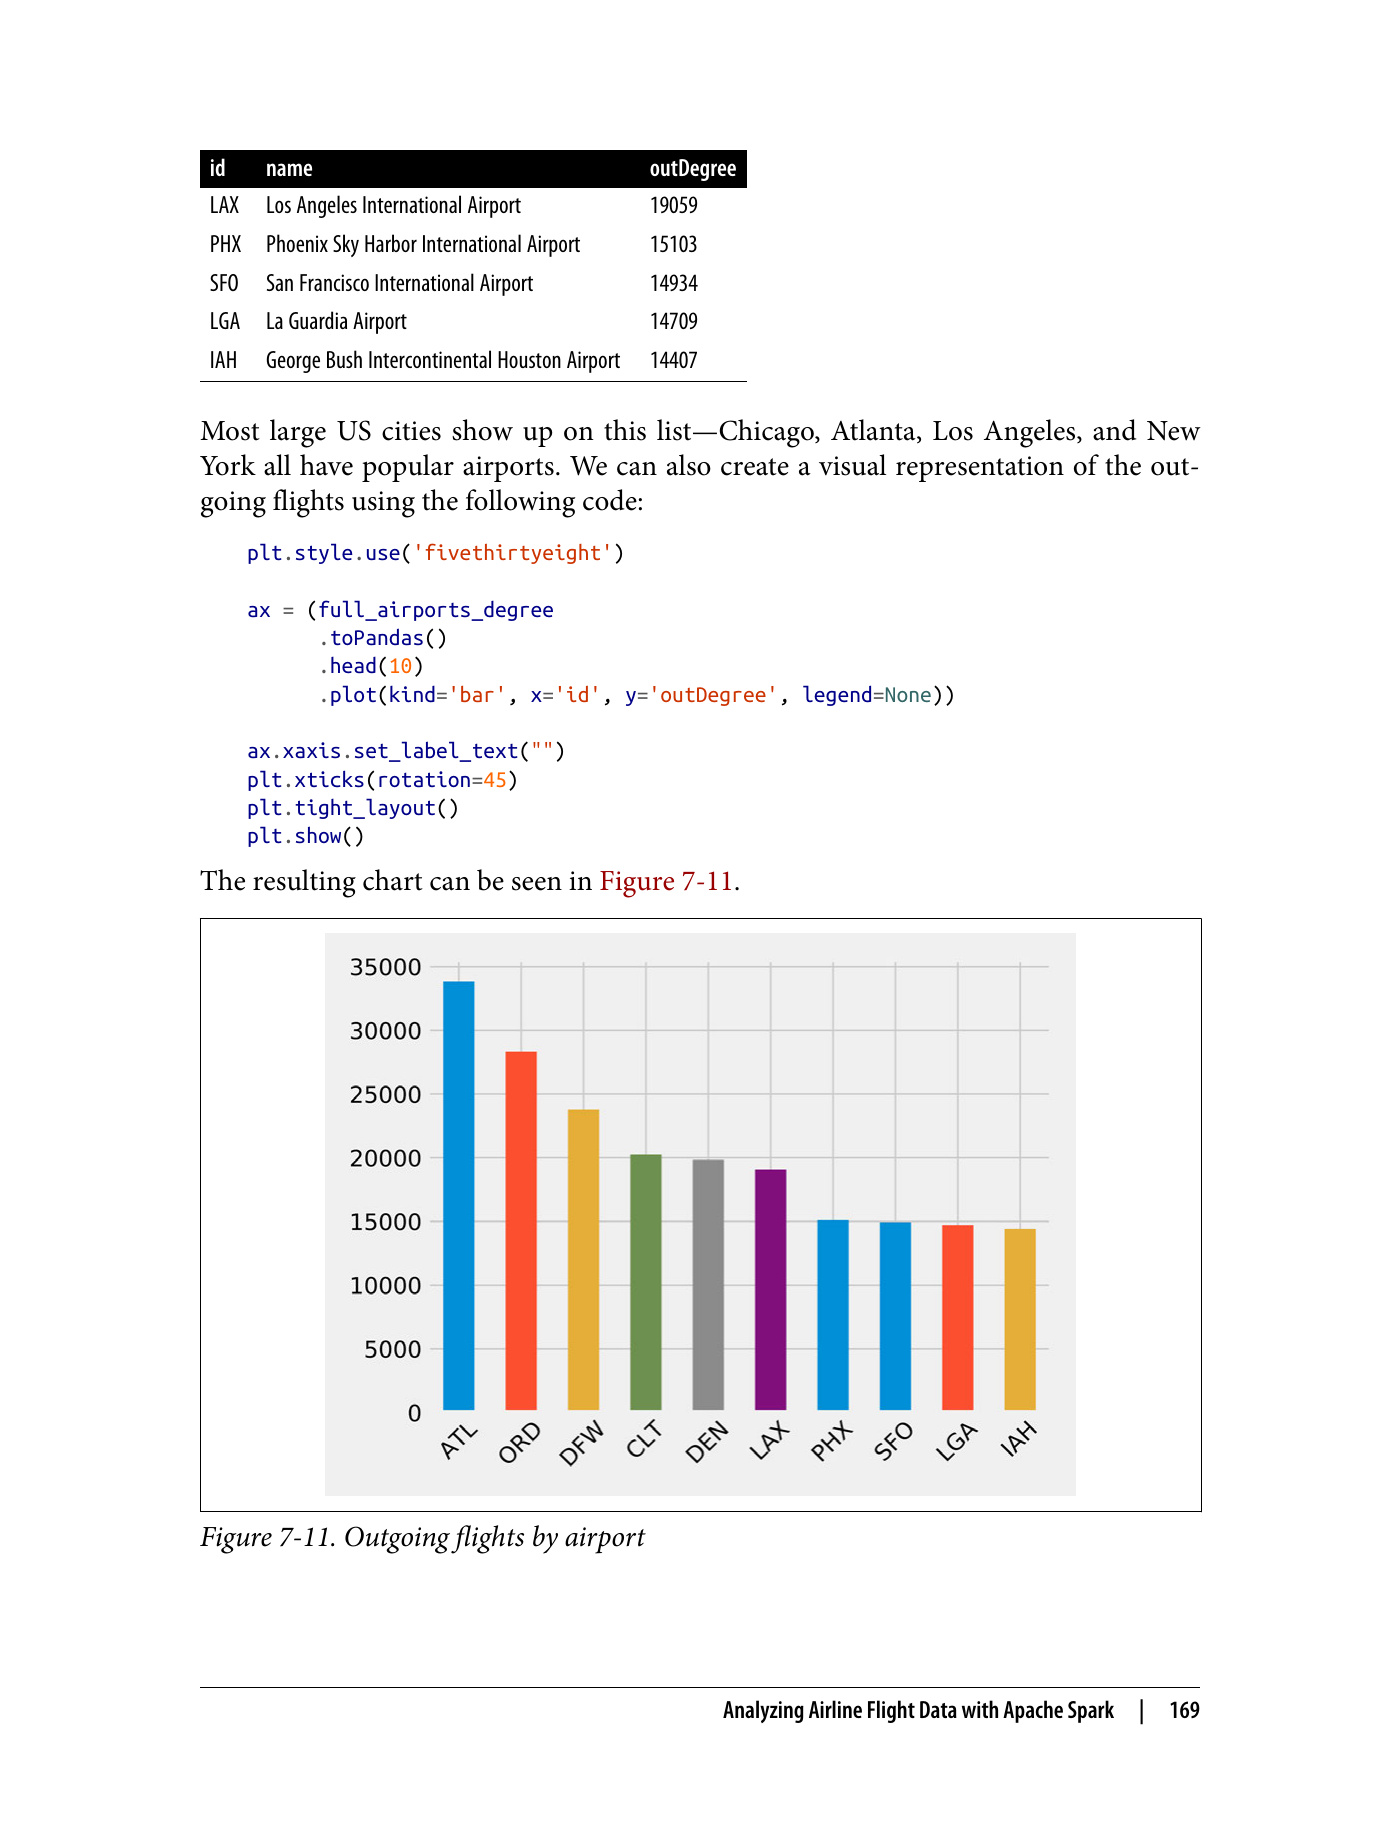 id name outDegree
LAX Los Angeles International Airport 19059
PHX Phoenix Sky Harbor International Airport 15103
SFO San Francisco International Airport 14934
LGA La Guardia Airport 14709
IAH George Bush Intercontinental Houston Airport 14407
Most large US cities show up on this list—Chicago, Atlanta, Los Angeles, and New
York all have popular airports. We can also create a visual representation of the out-
going flights using the following code:
plt.style.use('fivethirtyeight')
ax = (full_airports_degree
      .toPandas()
      .head(10)
      .plot(kind='bar', x='id', y='outDegree', legend=None))
ax.xaxis.set_label_text("")
plt.xticks(rotation=45)
plt.tight_layout()
plt.show()
The resulting chart can be seen in Figure 7-11.
35000
30000
25000
20000
15000
10000
5000
0
ATL ORD DFW CLT DEN LAX PHX SFO LGA IAH
Figure 7-11. Outgoing flights by airport
Analyzing Airline Flight Data with Apache Spark | 169